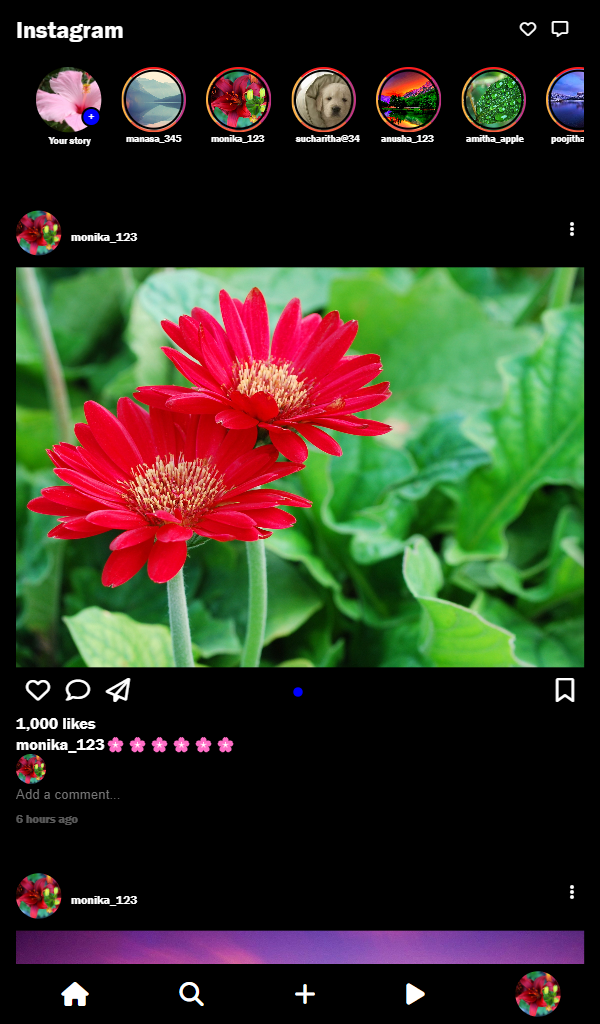 Instagram
Your story
manasa_345
monika_123
sucharitha@34
anusha_123
amitha_apple
poojitha
monika_123
1,000 likes
monika_123🌸🌸🌸🌸🌸🌸
Add a comment...
6 hours ago
monika_123